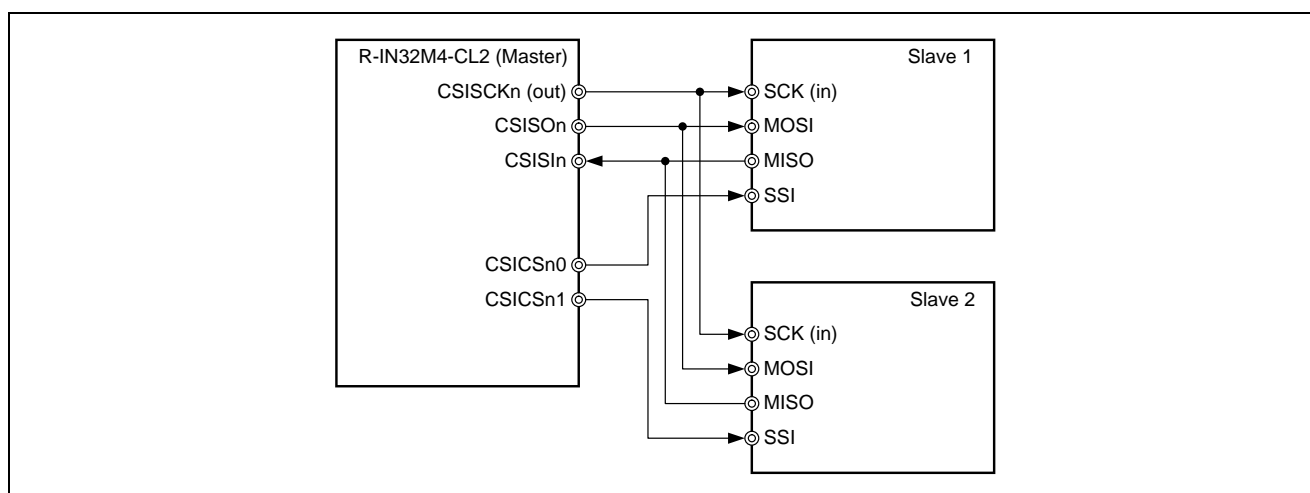 R-IN32M4-CL2 (Master)
CSISCKn (out)
CSISOn
CSISIn
CSICSn0
CSICSn1
Slave 1
SCK (in)
MOSI
MISO
SSI
Slave 2
SCK (in)
MOSI
MISO
SSI